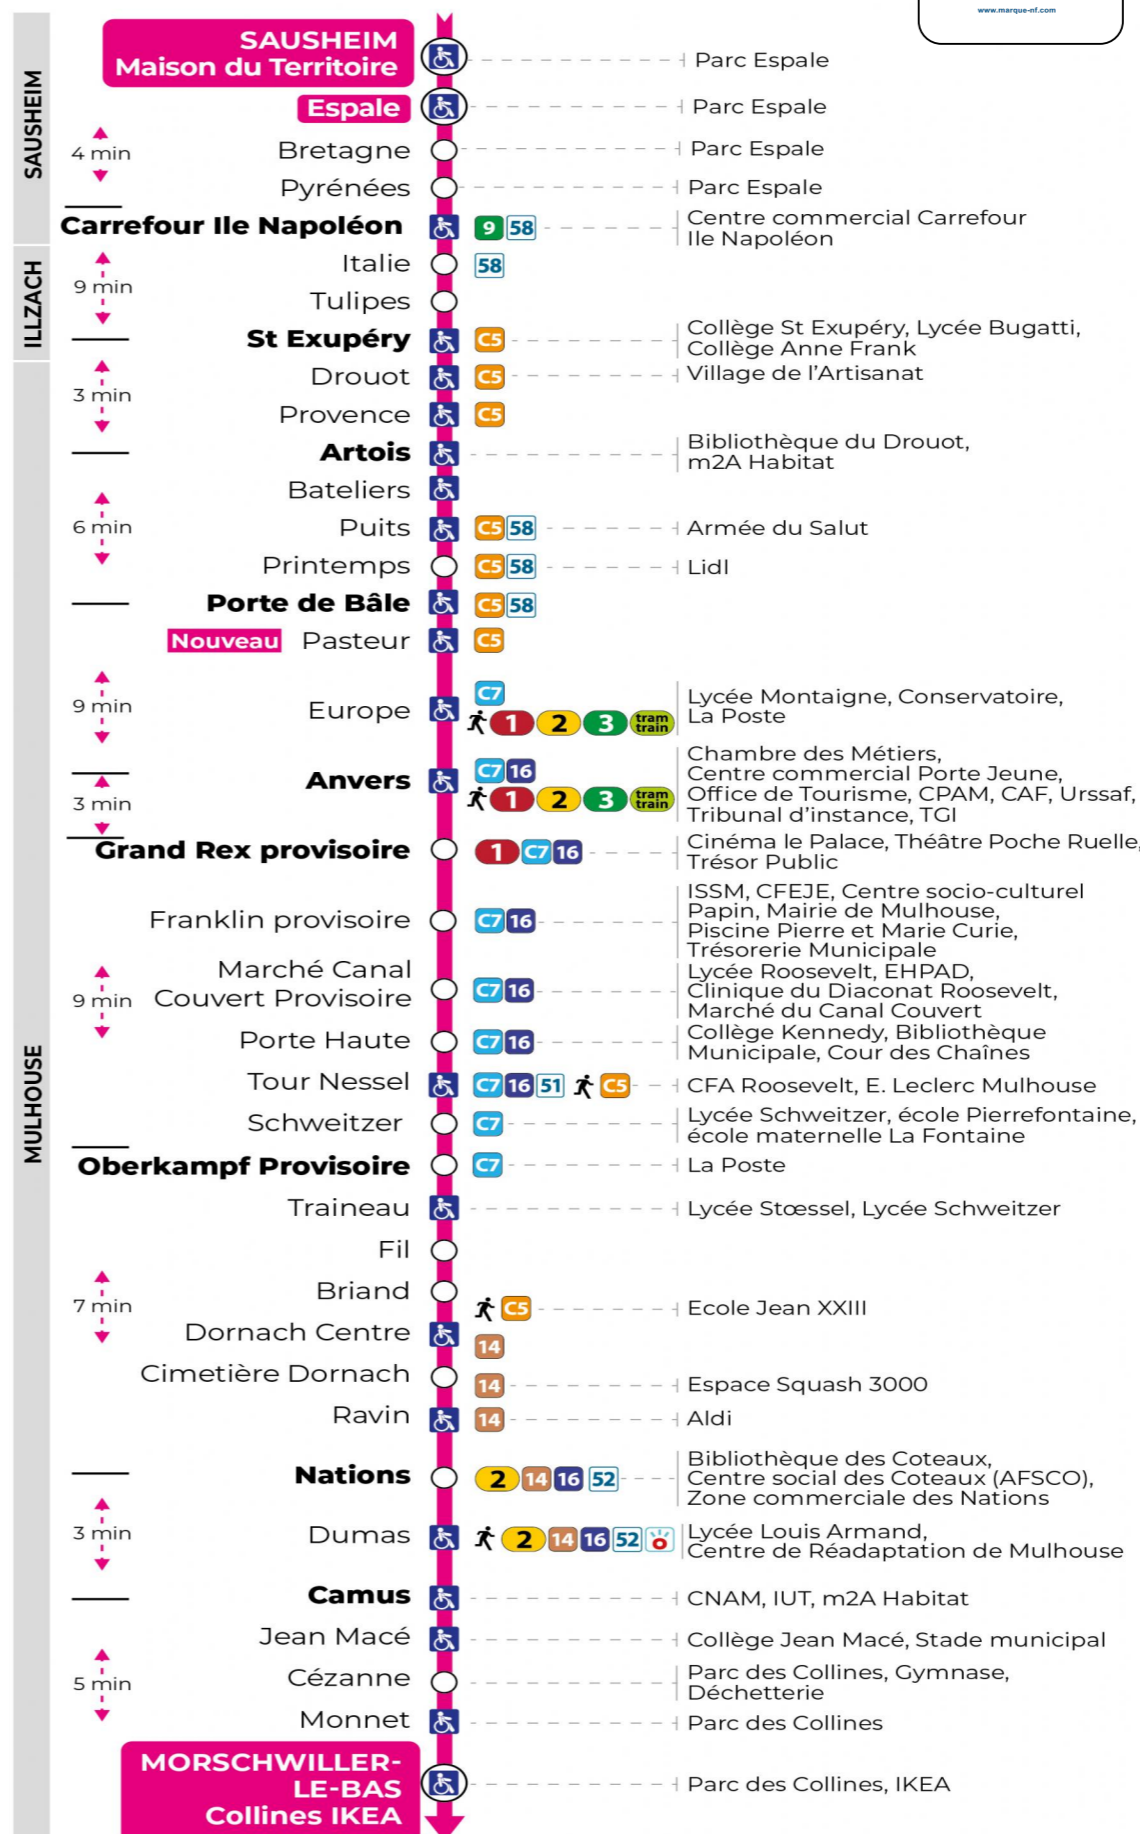 www.marque-nf.com
SAUSHEIM
SAUSHEIM
Maison du Territoire
Parc Espale
Espale
Parc Espale
4 min
Bretagne
Parc Espale
Pyrénées
Parc Espale
Carrefour Ile Napoléon
9 58
Centre commercial Carrefour
Ile Napoléon
ILLZACH
9 min
Italie
58
Tulipes
St Exupéry
C5
Collège St Exupéry, Lycée Bugatti,
Collège Anne Frank
MULHOUSE
3 min
Drouot
C5
Village de l'Artisanat
Provence
C5
Artois
Bibliothèque du Drouot,
m2A Habitat
6 min
Bateliers
Puits
C5 58
Armée du Salut
Printemps
C5 58
Lidl
Porte de Bâle
C5 58
Nouveau Pasteur
C5
9 min
Europe
C7
1 2 3 tram
train
Lycée Montaigne, Conservatoire,
La Poste
Anvers
C7 16
1 2 3 tram
train
Chambre des Métiers,
Centre commercial Porte Jeune,
Office de Tourisme, CPAM, CAF, Urssaf,
Tribunal d'instance, TGI
3 min
Grand Rex provisoire
1 C7 16
Cinéma le Palace, Théâtre Poche Ruelle,
Trésor Public
Franklin provisoire
C7 16
ISSM, CFEJE, Centre socio-culturel
Papin, Mairie de Mulhouse,
Piscine Pierre et Marie Curie,
Trésorerie Municipale
9 min
Marché Canal
Couvert Provisoire
C7 16
Lycée Roosevelt, EHPAD,
Clinique du Diaconat Roosevelt,
Marché du Canal Couvert
Porte Haute
C7 16
Collège Kennedy, Bibliothèque
Municipale, Cour des Chaînes
Tour Nessel
C7 16 51 C5
CFA Roosevelt, E. Leclerc Mulhouse
Schweitzer
C7
Lycée Schweitzer, école Pierrefontaine,
école maternelle La Fontaine
Oberkampf Provisoire
C7
La Poste
Traineau
Lycée Stœssel, Lycée Schweitzer
Fil
7 min
Briand
C5
Ecole Jean XXIII
Dornach Centre
14
Cimetière Dornach
14
Espace Squash 3000
Ravin
14
Aldi
Nations
2 14 16 52
Bibliothèque des Coteaux,
Centre social des Coteaux (AFSCO),
Zone commerciale des Nations
3 min
Dumas
2 14 16 52
Lycée Louis Armand,
Centre de Réadaptation de Mulhouse
Camus
CNAM, IUT, m2A Habitat
Jean Macé
Collège Jean Macé, Stade municipal
5 min
Cézanne
Parc des Collines, Gymnase,
Déchetterie
Monnet
Parc des Collines
MORSCHWILLER-
LE-BAS
Collines IKEA
Parc des Collines, IKEA